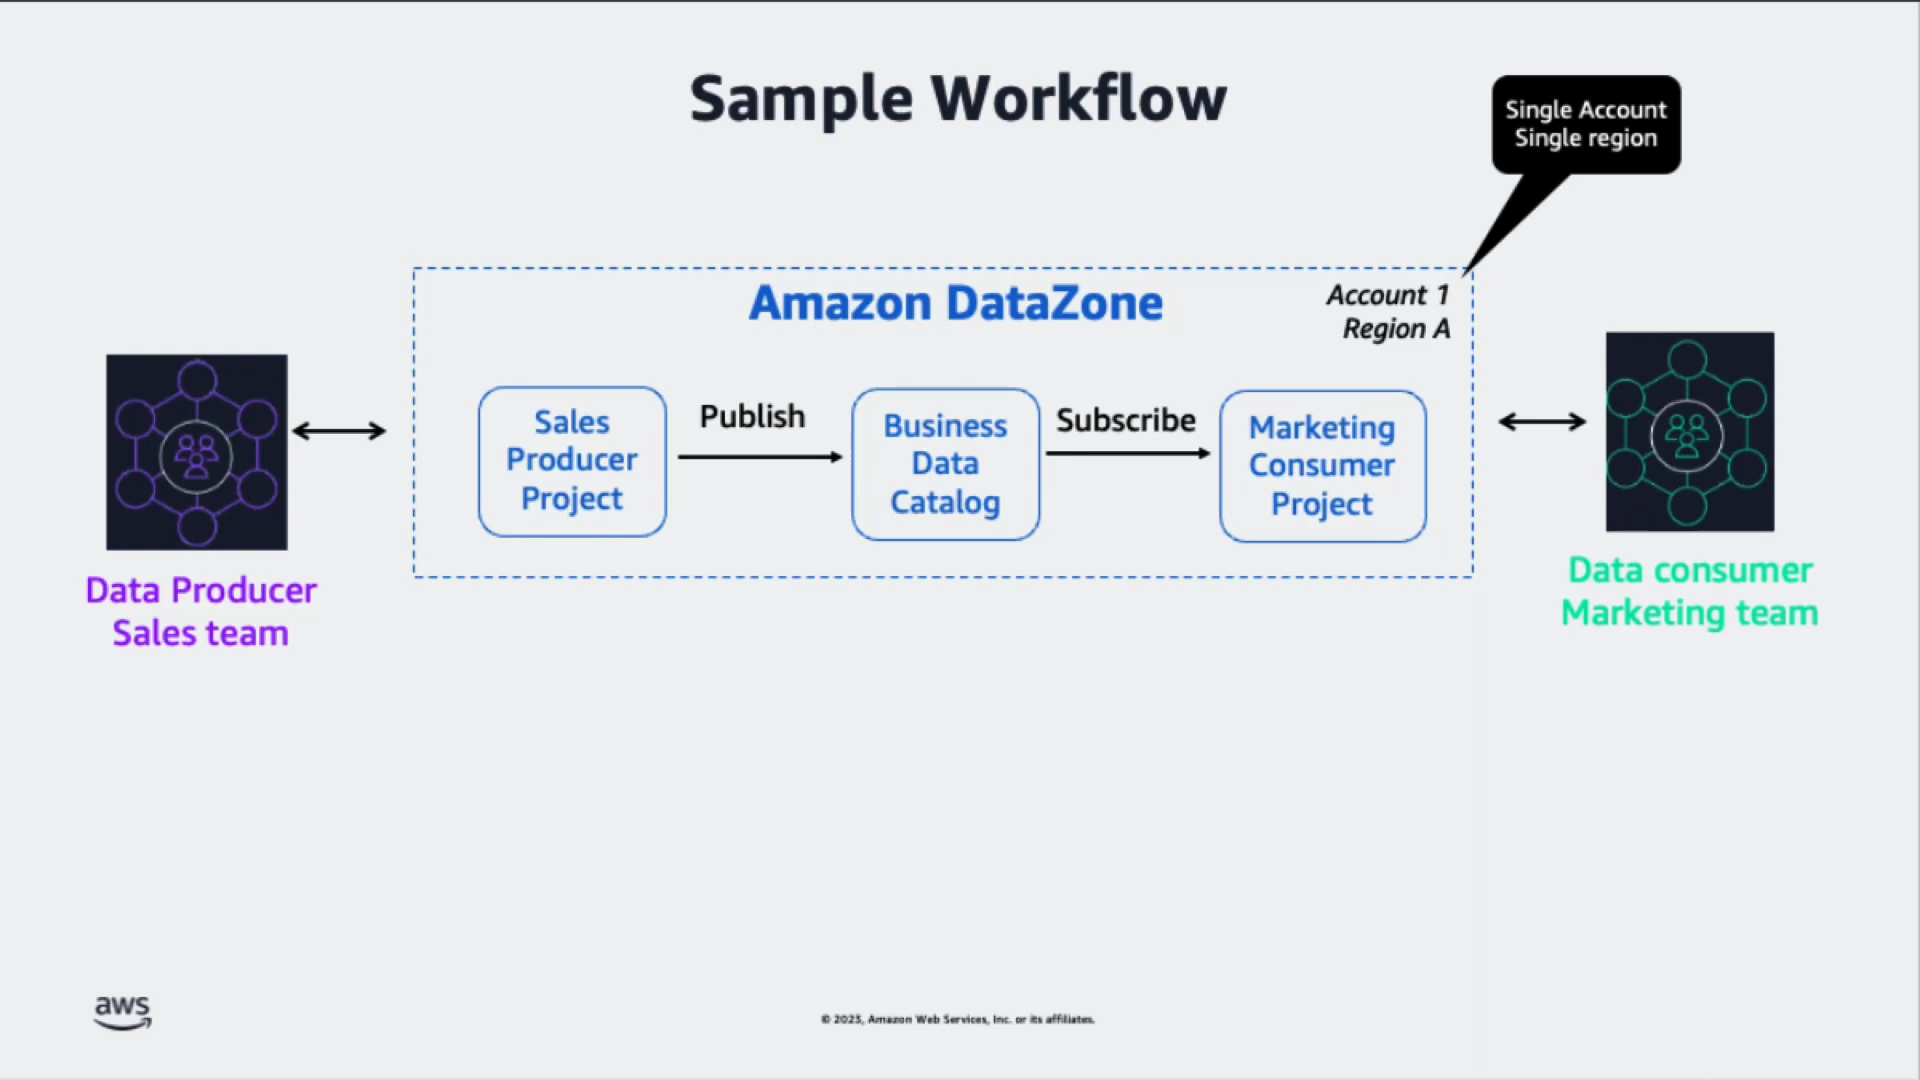 Sample Workflow
Single Account
Single region
Amazon DataZone
Account 1
Region A
Sales
Producer
Project
Publish
Business
Data
Catalog
Subscribe
Marketing
Consumer
Project
Data Producer
Sales team
Data consumer
Marketing team
aws
© 2023, Amazon Web Services, Inc. or its affiliates.